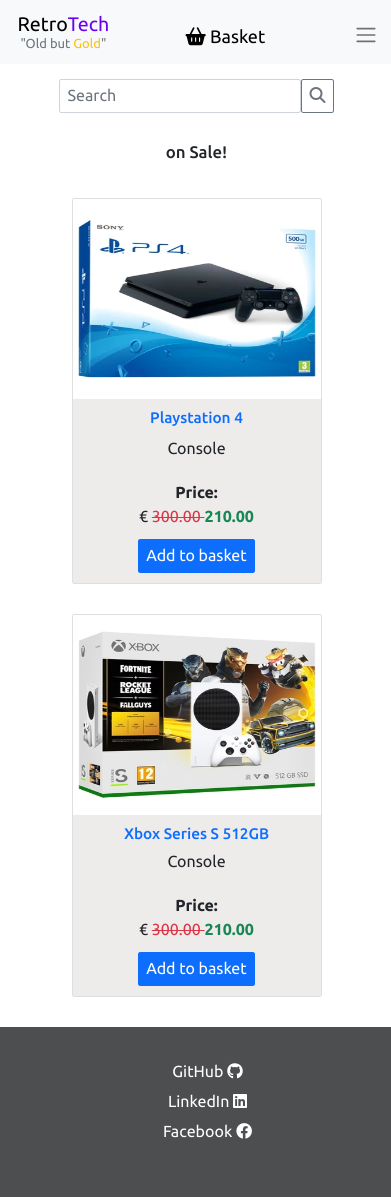 RetroTech
"Old but Gold"
Basket
Search
on Sale!
SONY
PS4
500GB
3
Playstation 4
Console
Price:
€ 300.00 210.00
Add to basket
XBOX
FORTNITE
ROCKET
LEAGUE
FALLGUYS
12
512 GB SSD
Xbox Series S 512GB
Console
Price:
€ 300.00 210.00
Add to basket
GitHub
LinkedIn
Facebook